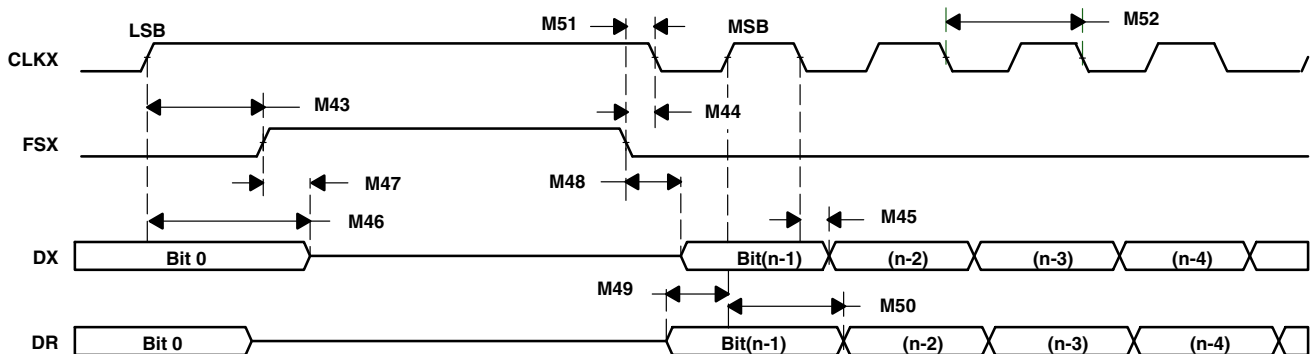 M51
M52
LSB
MSB
CLKX
M43
M44
FSX
M47
M48
M46
M45
DX
Bit 0
Bit(n-1)
(n-2)
(n-3)
(n-4)
M49
M50
DR
Bit 0
Bit(n-1)
(n-2)
(n-3)
(n-4)